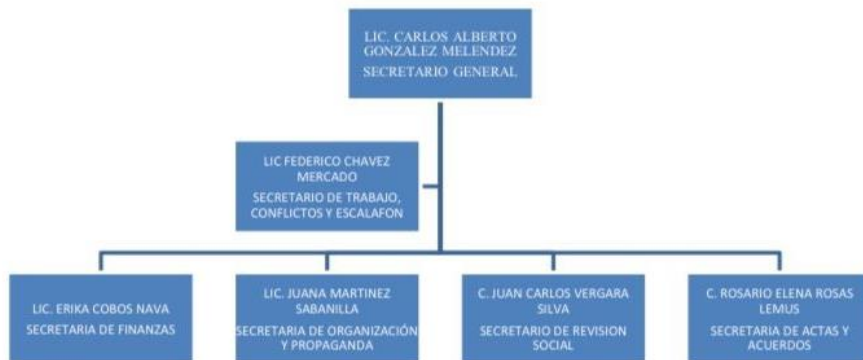 LIC. CARLOS ALBERTO
GONZALEZ MELENDEZ
SECRETARIO GENERAL
LIC FEDERICO CHAVEZ
MERCADO
SECRETARIO DE TRABAJO,
CONFLICTOS Y ESCALAFON
LIC. ERIKA COBOS NAVA
SECRETARIA DE FINANZAS
LIC. JUANA MARTINEZ
SABANILLA
SECRETARIA DE ORGANIZACIÓN
Y PROPAGANDA
C. JUAN CARLOS VERGARA
SILVA
SECRETARIO DE REVISION
SOCIAL
C. ROSARIO ELENA ROSAS
LEMUS
SECRETARIA DE ACTAS Y
ACUERDOS